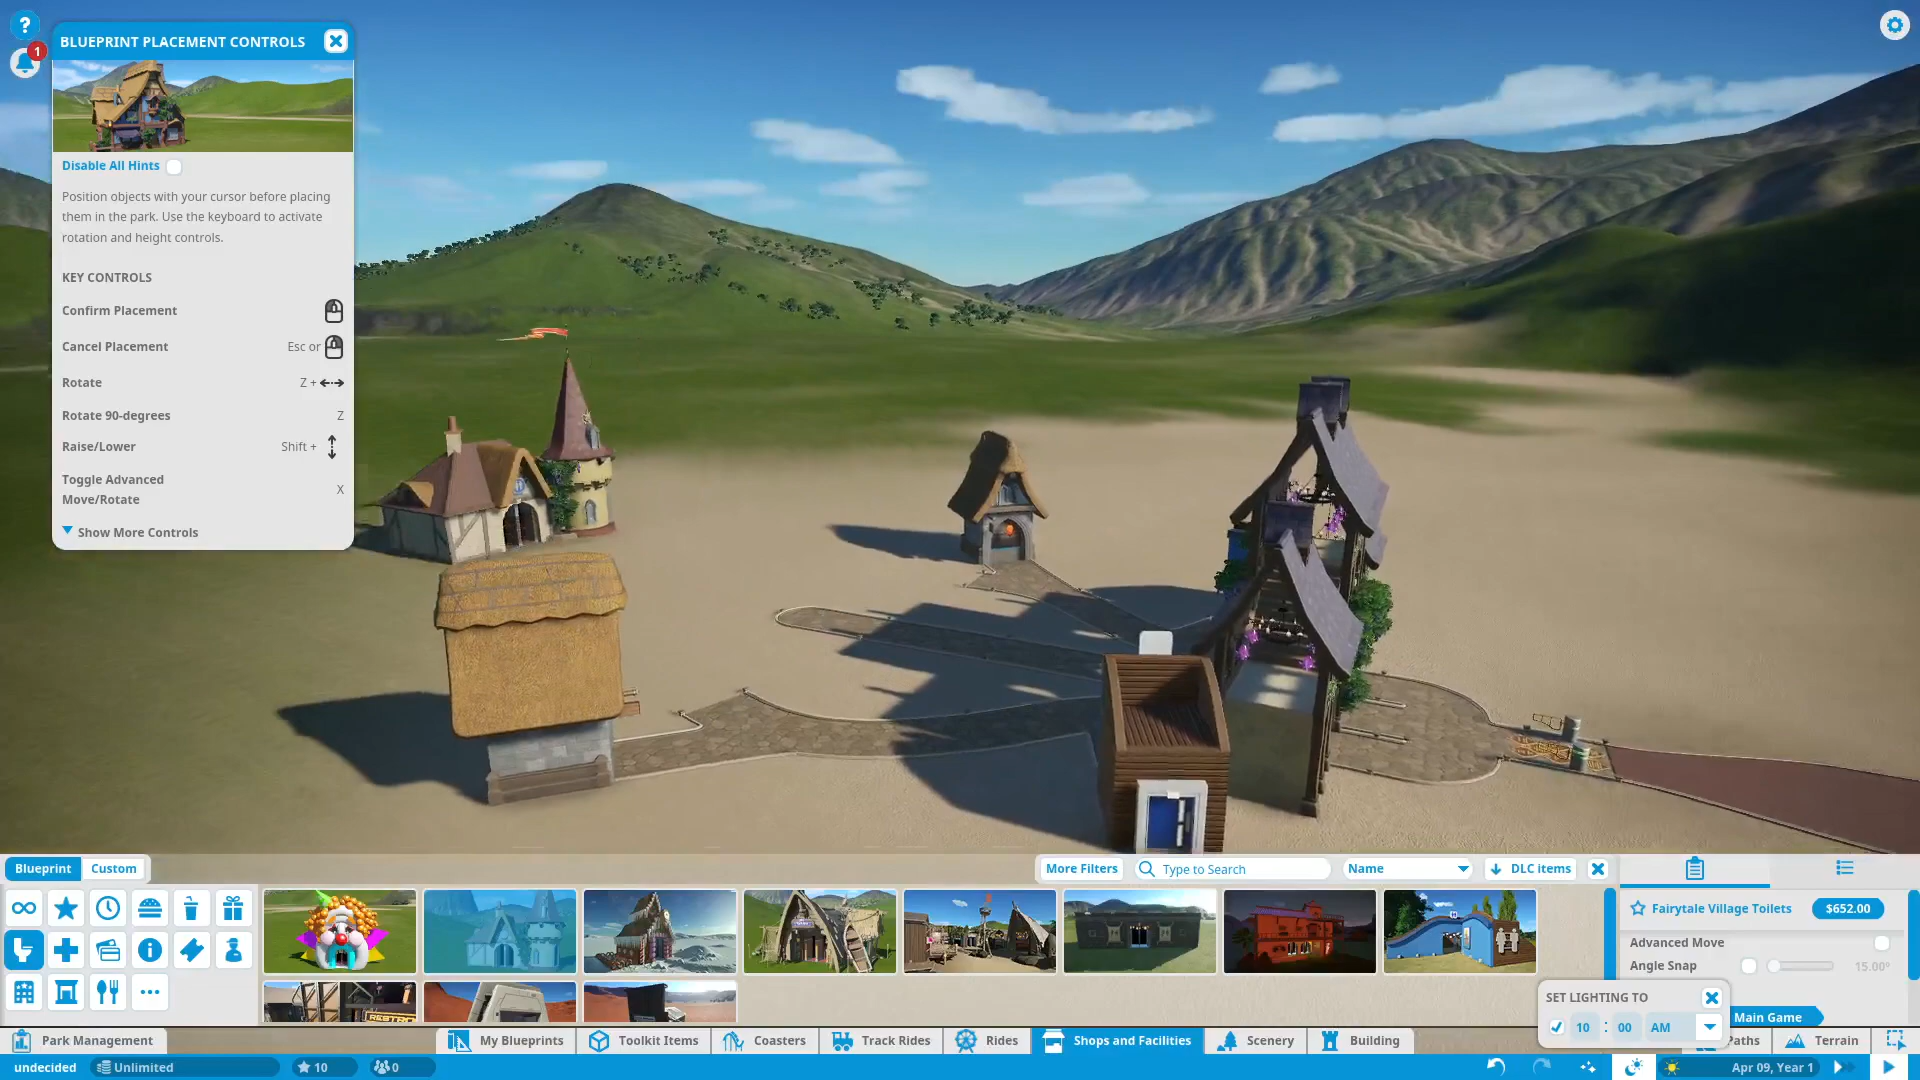 ?
1
BLUEPRINT PLACEMENT CONTROLS
Disable All Hints
Position objects with your cursor before placing
them in the park. Use the keyboard to activate
rotation and height controls.
KEY CONTROLS
Confirm Placement
Cancel Placement Esc or
Rotate Z +
Rotate 90-degrees Z
Raise/Lower Shift +
Toggle Advanced
Move/Rotate X
Show More Controls
Blueprint Custom
More Filters Type to Search Name DLC items
Fairytale Village Toilets $652.00
Advanced Move
Angle Snap 15.00°
SET LIGHTING TO
10 : 00 AM
Main Game
Park Management My Blueprints Toolkit Items Coasters Track Rides Rides Shops and Facilities Scenery Building Paths Terrain
undecided Unlimited 10 0 Apr 09, Year 1